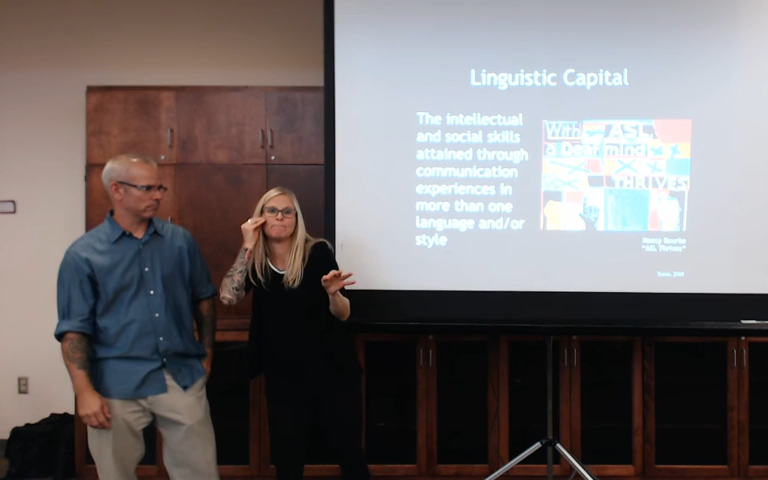 Linguistic Capital
The intellectual
and social skills
attained through
communication
experiences in
more than one
language and/or
style
With ASL,
a Deaf mind
THRIVES
Nancy Rourke
"ASL Thrives"